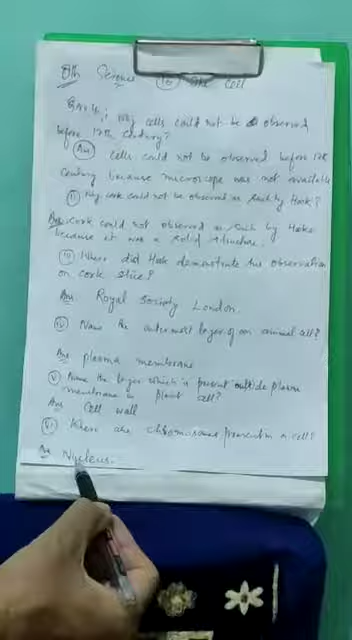 8th Science The Cell
Why cells could not be observed
before 17th century?
Ans cells could not be observed before 17th
century because microscope was not available
(ii) Why cork could not be observed as such by Hook?
Ans cork could not observed as such by Hook
because it was a solid structure.
(iii) Where did Hook demonstrate the observation
on cork slice?
Ans Royal Society London.
(iv) Name the outermost layer of an animal cell?
Ans plasma membrane
(v) Name the layer which is present outside plasma
membrane in plant cell?
Ans Cell wall
(vi) Where are chromosomes present in a cell?
Ans Nucleus.